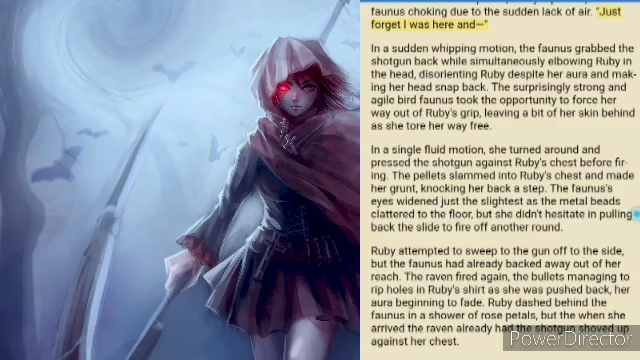 faunus choking due to the sudden lack of air. "Just
forget I was here and—"
In a sudden whipping motion, the faunus grabbed the
shotgun back while simultaneously elbowing Ruby in
the head, disorienting Ruby despite her aura and mak-
ing her head snap back. The surprisingly strong and
agile bird faunus took the opportunity to force her
way out of Ruby's grip, leaving a bit of her skin behind
as she tore her way free.
In a single fluid motion, she turned around and
pressed the shotgun against Ruby's chest before fir-
ing. The pellets slammed into Ruby's chest and made
her grunt, knocking her back a step. The faunus's
eyes widened just the slightest as the metal beads
clattered to the floor, but she didn't hesitate in pulling
back the slide to fire off another round.
Ruby attempted to sweep to the gun off to the side,
but the faunus had already backed away out of her
reach. The raven fired again, the bullets managing to
rip holes in Ruby's shirt as she was pushed back, her
aura beginning to fade. Ruby dashed behind the
faunus in a shower of rose petals, but the when she
arrived the raven already had the shotgun shoved up
against her chest.
PowerDirector